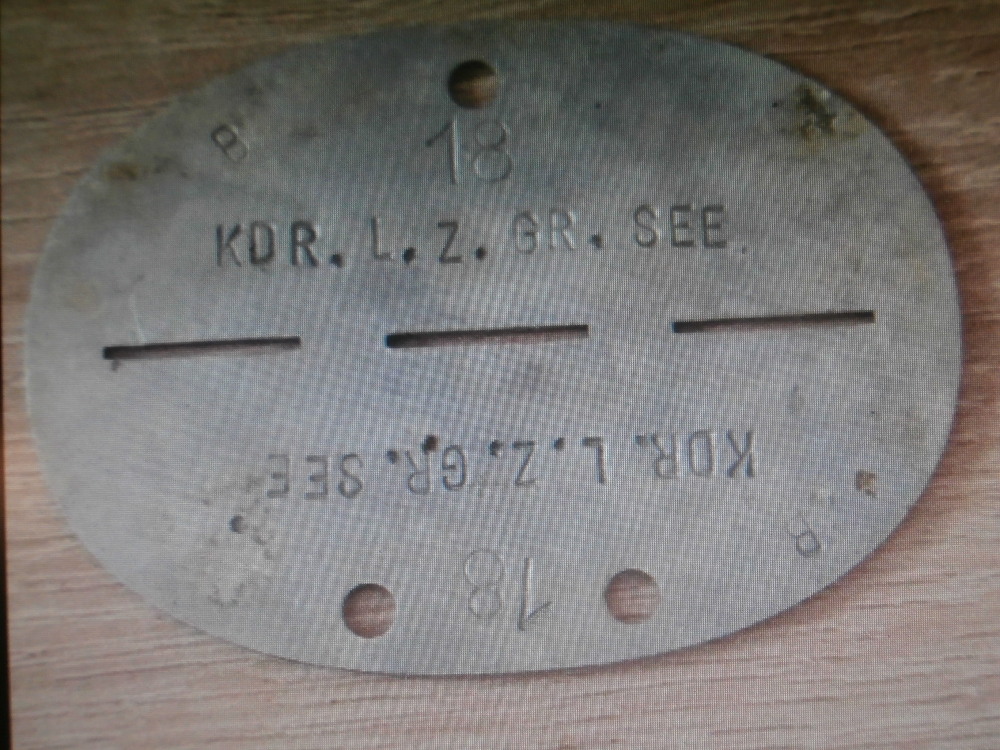 B
18
KDR. L. Z. GR. SEE.
KDR. L. Z. GR. SEE
B
18